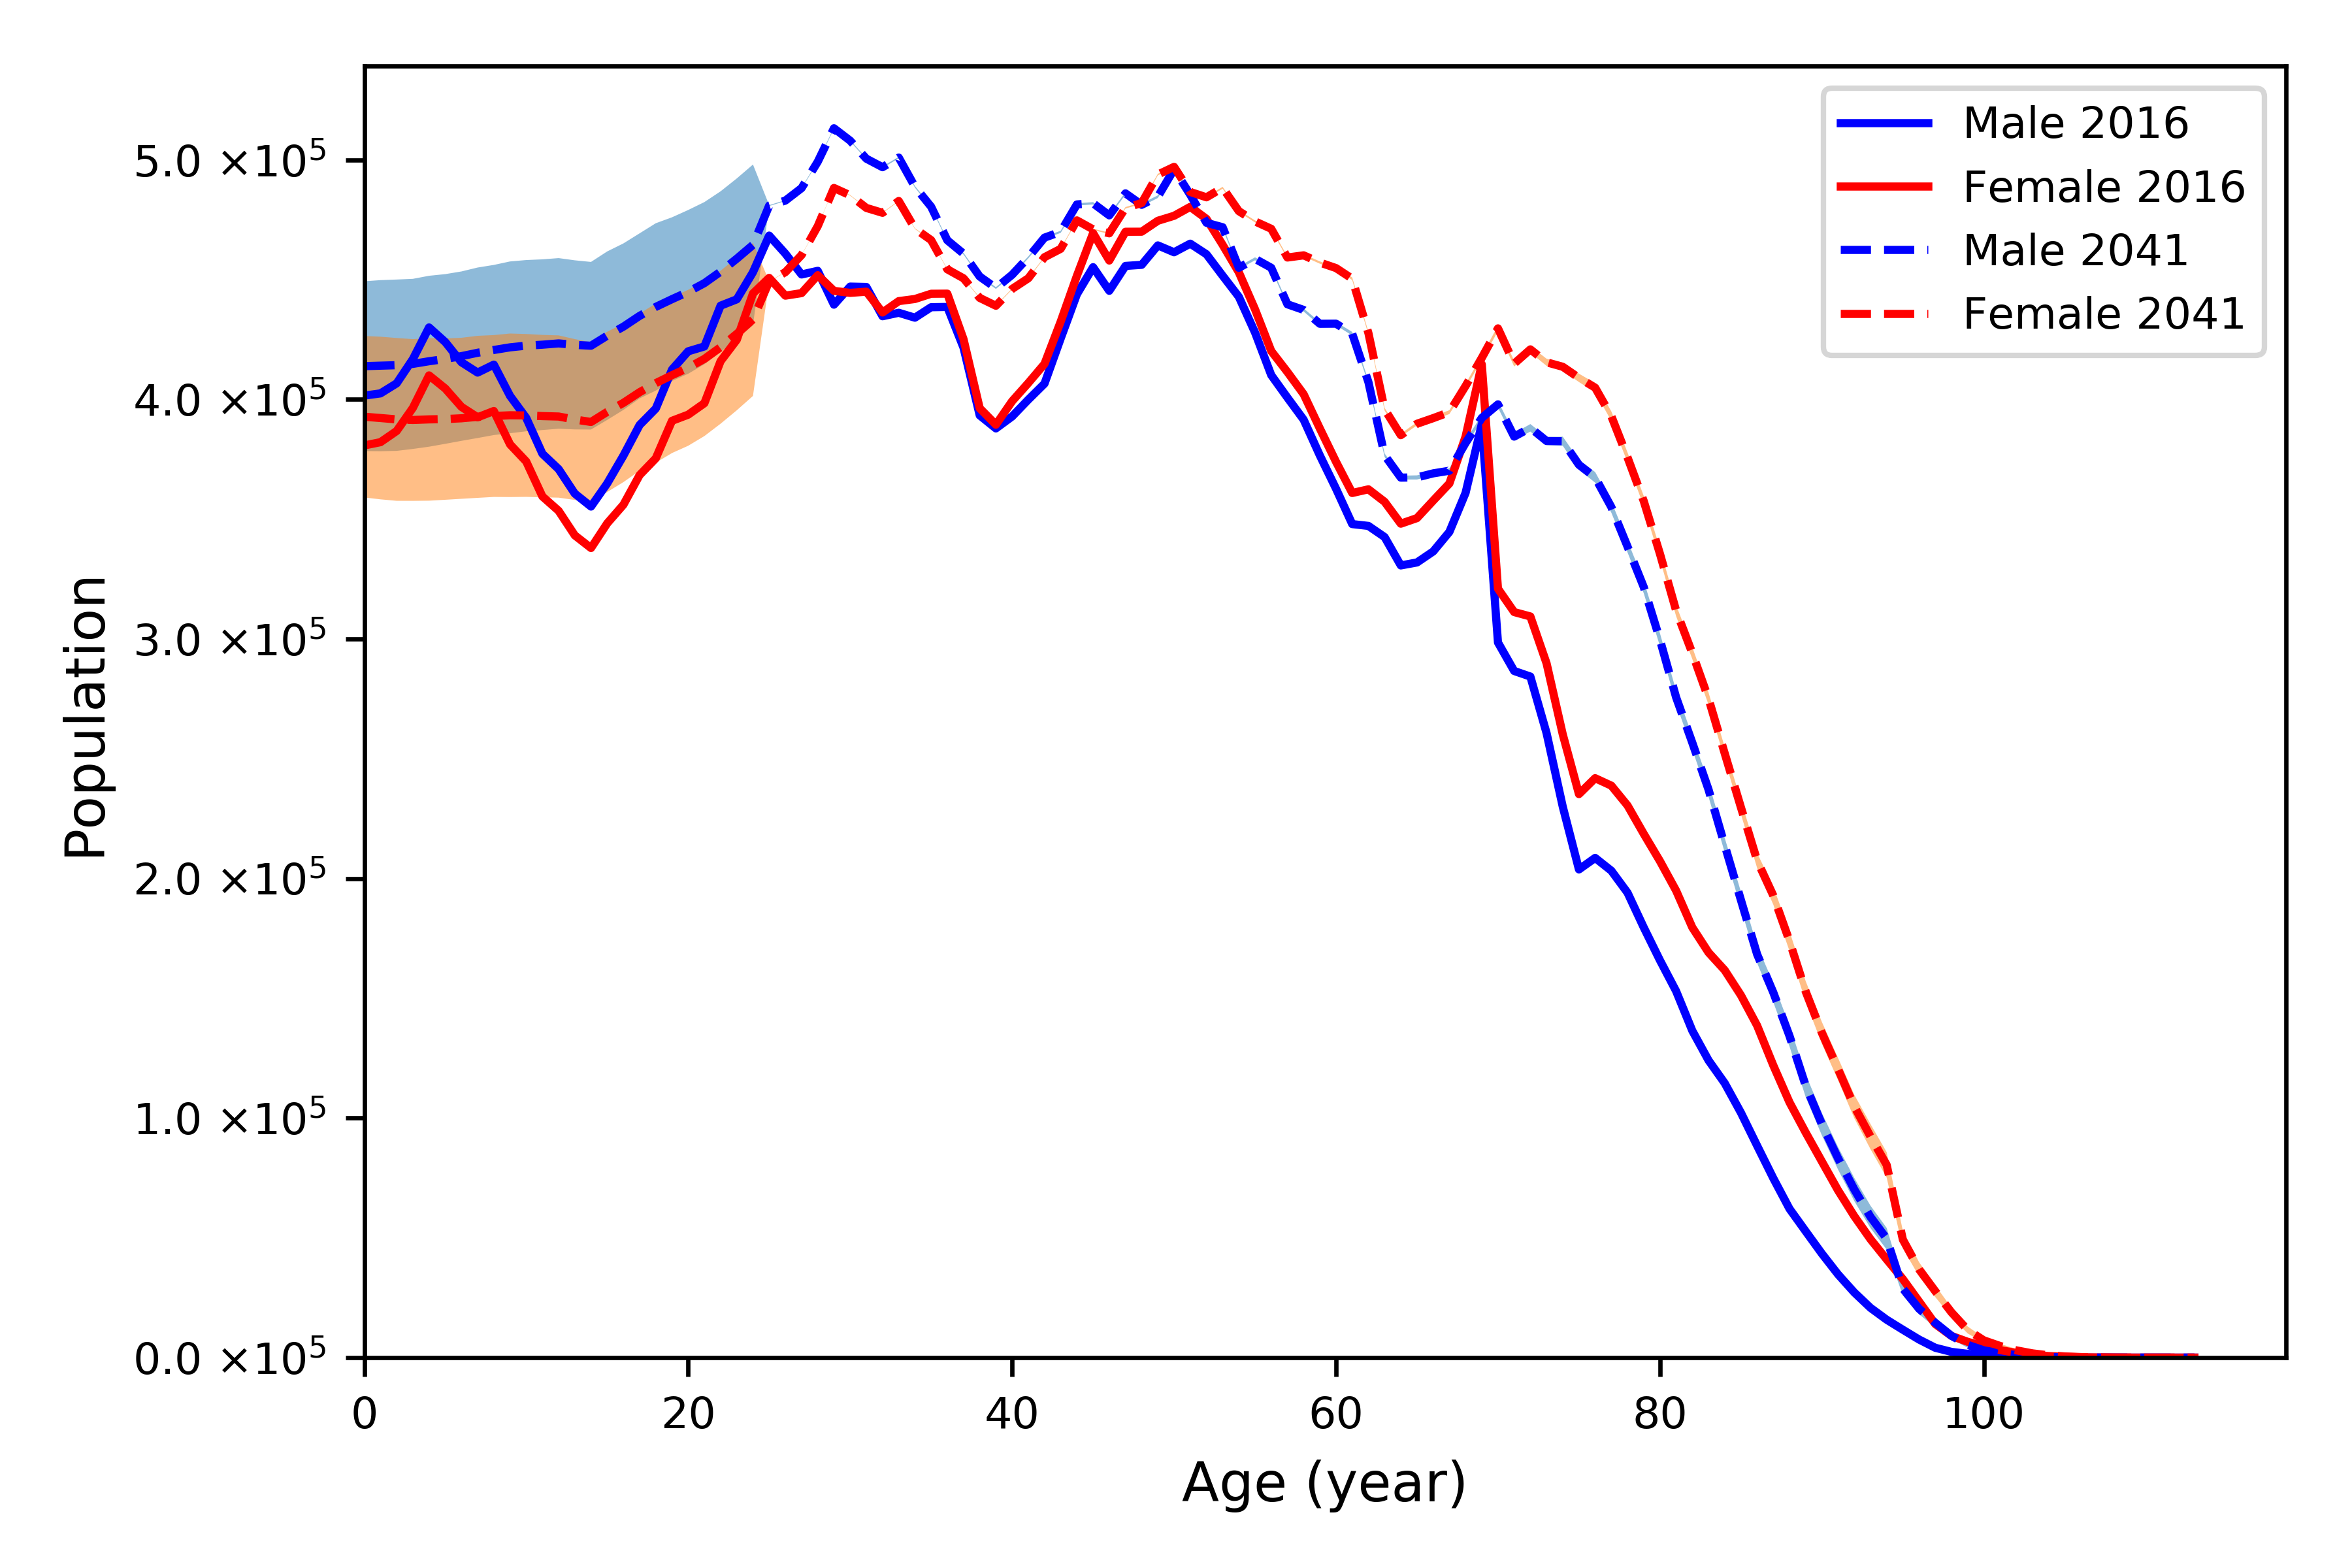 Male 2016
Female 2016
Male 2041
Female 2041
5.0 ×10⁵
4.0 ×10⁵
3.0 ×10⁵
2.0 ×10⁵
1.0 ×10⁵
0.0 ×10⁵
Population
0 20 40 60 80 100
Age (year)